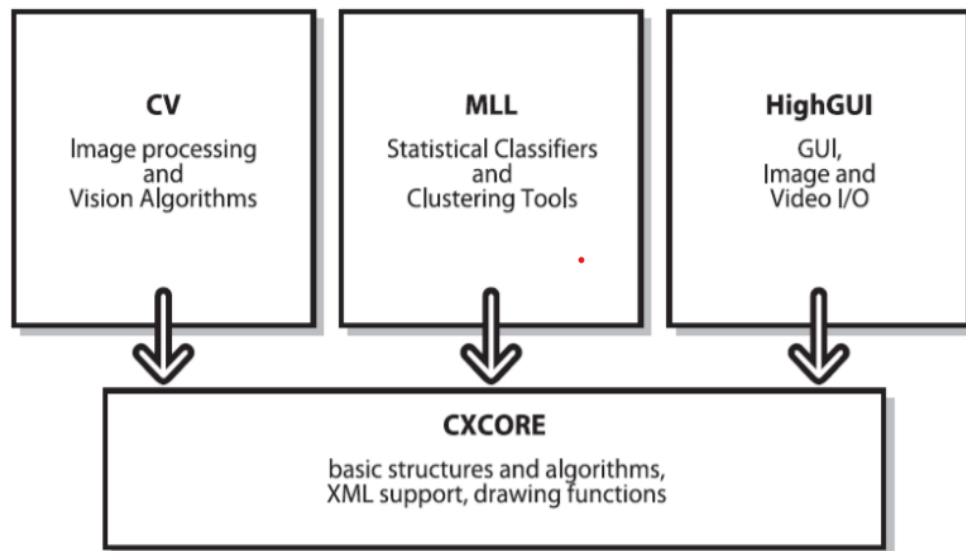 CV
Image processing
and
Vision Algorithms
MLL
Statistical Classifiers
and
Clustering Tools
HighGUI
GUI,
Image and
Video I/O
CXCORE
basic structures and algorithms,
XML support, drawing functions